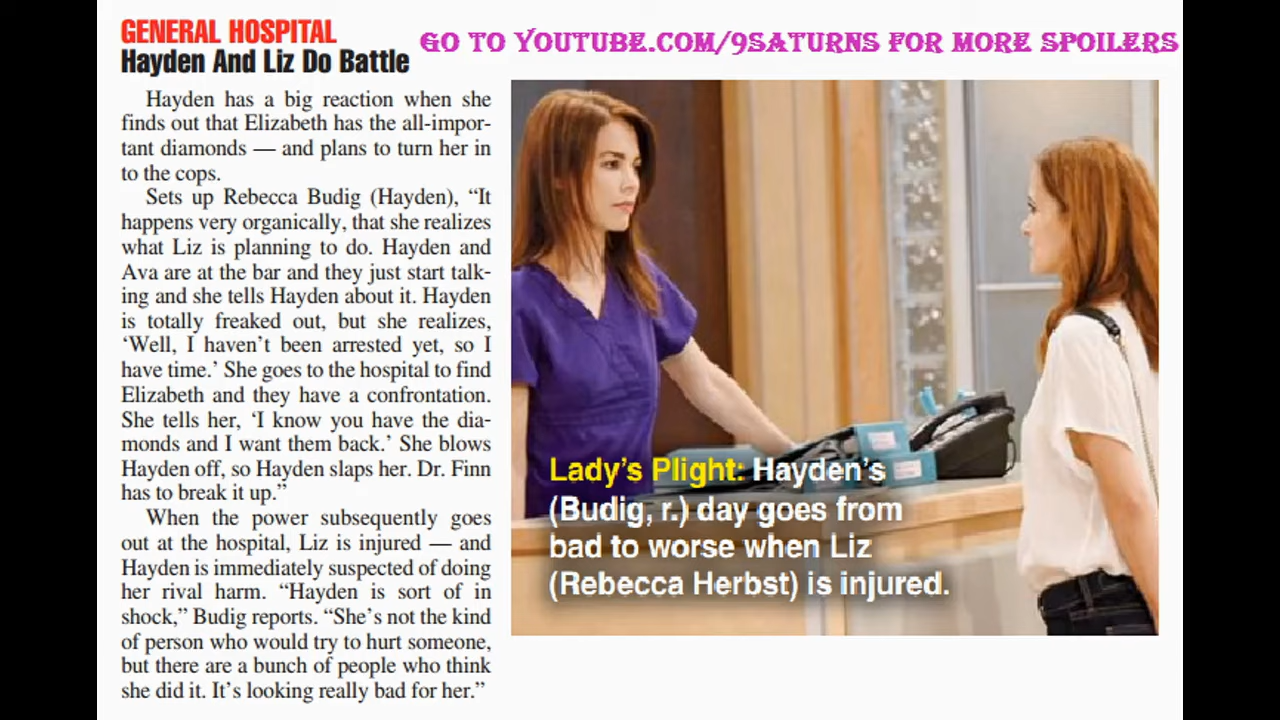 GENERAL HOSPITAL
Hayden And Liz Do Battle
GO TO YOUTUBE.COM/9SATURNS FOR MORE SPOILERS
Hayden has a big reaction when she
finds out that Elizabeth has the all-impor-
tant diamonds — and plans to turn her in
to the cops.
Sets up Rebecca Budig (Hayden), “It
happens very organically, that she realizes
what Liz is planning to do. Hayden and
Ava are at the bar and they just start talk-
ing and she tells Hayden about it. Hayden
is totally freaked out, but she realizes,
‘Well, I haven’t been arrested yet, so I
have time.’ She goes to the hospital to find
Elizabeth and they have a confrontation.
She tells her, ‘I know you have the dia-
monds and I want them back.’ She blows
Hayden off, so Hayden slaps her. Dr. Finn
has to break it up.”
When the power subsequently goes
out at the hospital, Liz is injured — and
Hayden is immediately suspected of doing
her rival harm. “Hayden is sort of in
shock,” Budig reports. “She’s not the kind
of person who would try to hurt someone,
but there are a bunch of people who think
she did it. It’s looking really bad for her.”
Lady’s Plight: Hayden’s
(Budig, r.) day goes from
bad to worse when Liz
(Rebecca Herbst) is injured.